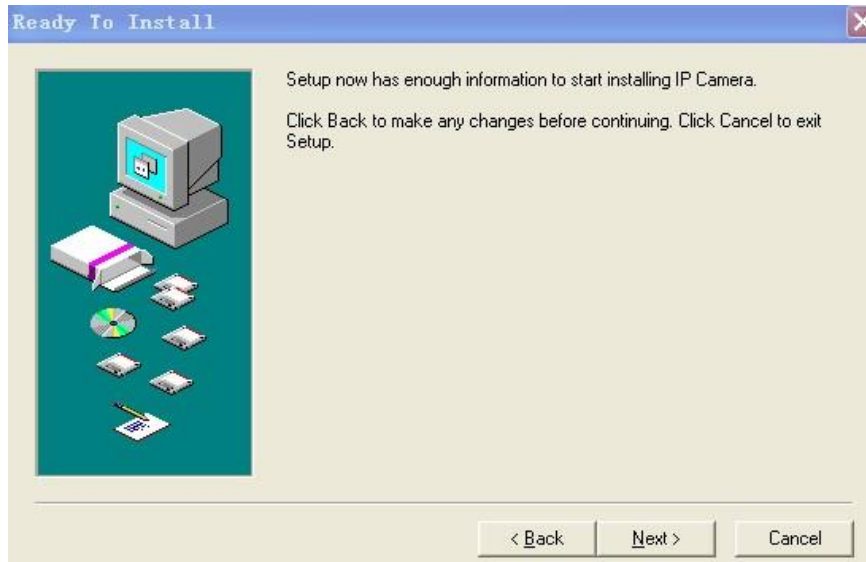 Ready To Install
Setup now has enough information to start installing IP Camera.
Click Back to make any changes before continuing. Click Cancel to exit
Setup.
< Back
Next >
Cancel